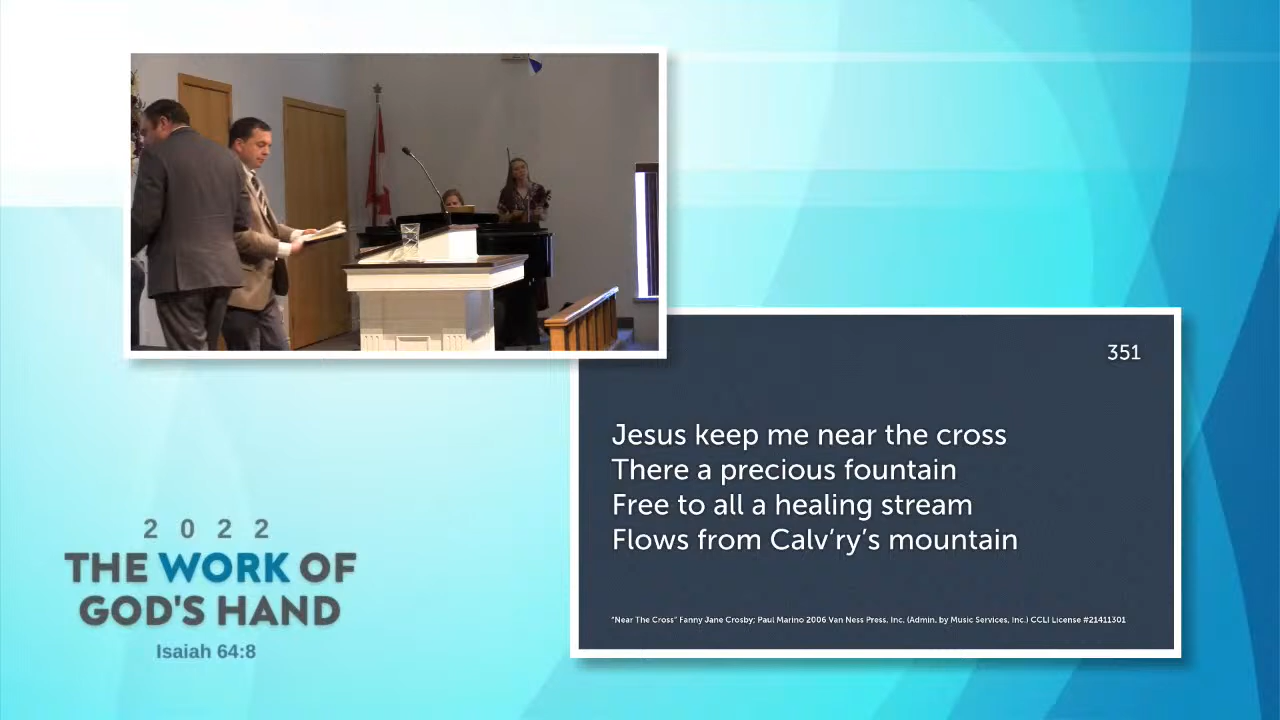 351
Jesus keep me near the cross
There a precious fountain
Free to all a healing stream
Flows from Calv’ry’s mountain
"Near The Cross" Fanny Jane Crosby; Paul Marino 2006 Van Ness Press, Inc. (Admin. by Music Services, Inc.) CCLI License #21411301
2022
THE WORK OF
GOD'S HAND
Isaiah 64:8